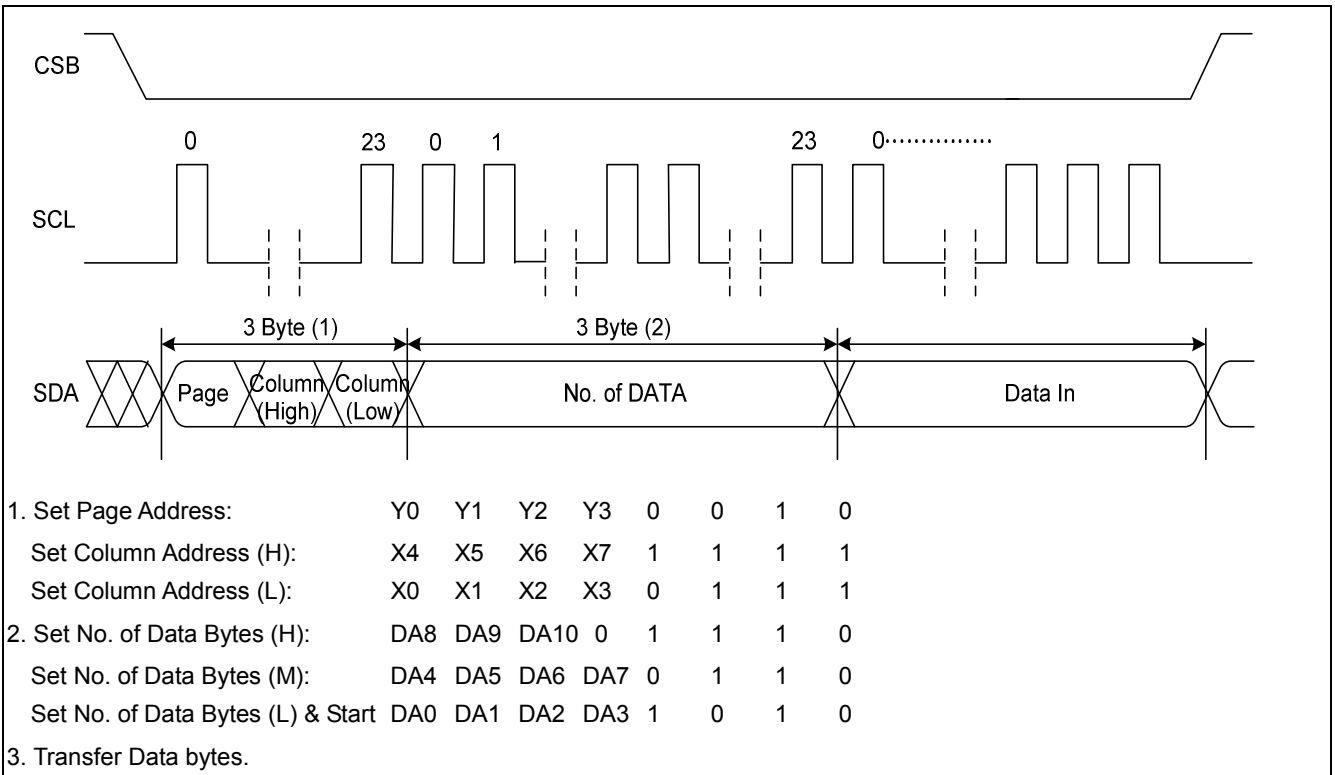 CSB
0 23 0 1 23 0...............
SCL
3 Byte (1) 3 Byte (2)
SDA Page Column (High) Column (Low) No. of DATA Data In
1. Set Page Address: Y0 Y1 Y2 Y3 0 0 1 0
Set Column Address (H): X4 X5 X6 X7 1 1 1 1
Set Column Address (L): X0 X1 X2 X3 0 1 1 1
2. Set No. of Data Bytes (H): DA8 DA9 DA10 0 1 1 1 0
Set No. of Data Bytes (M): DA4 DA5 DA6 DA7 0 1 1 0
Set No. of Data Bytes (L) & Start DA0 DA1 DA2 DA3 1 0 1 0
3. Transfer Data bytes.